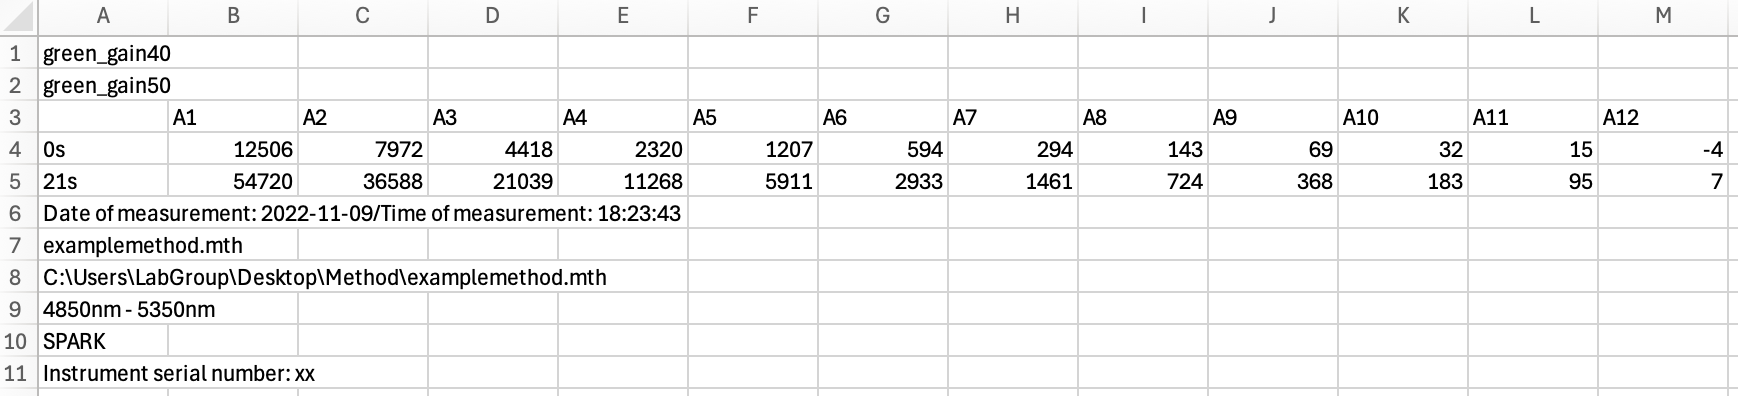 A B C D E F G H I J K L M
1 green_gain40
2 green_gain50
3 A1 A2 A3 A4 A5 A6 A7 A8 A9 A10 A11 A12
4 0s 12506 7972 4418 2320 1207 594 294 143 69 32 15 -4
5 21s 54720 36588 21039 11268 5911 2933 1461 724 368 183 95 7
6 Date of measurement: 2022-11-09/Time of measurement: 18:23:43
7 examplemethod.mth
8 C:\Users\LabGroup\Desktop\Method\examplemethod.mth
9 4850nm - 5350nm
10 SPARK
11 Instrument serial number: xx